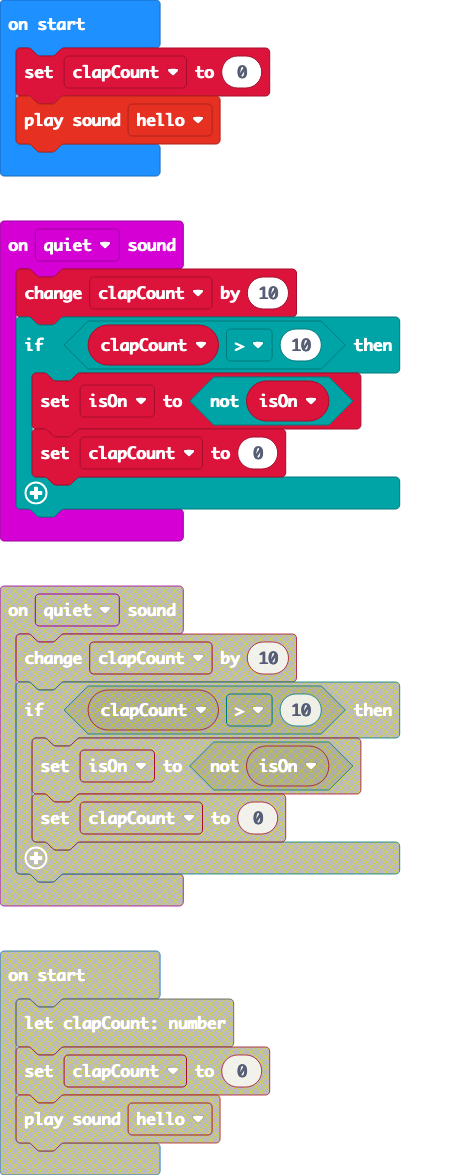 on start
set clapCount to 0
play sound hello
on quiet sound
change clapCount by 10
if clapCount > 10 then
set isOn to not isOn
set clapCount to 0
on quiet sound
change clapCount by 10
if clapCount > 10 then
set isOn to not isOn
set clapCount to 0
on start
let clapCount: number
set clapCount to 0
play sound hello